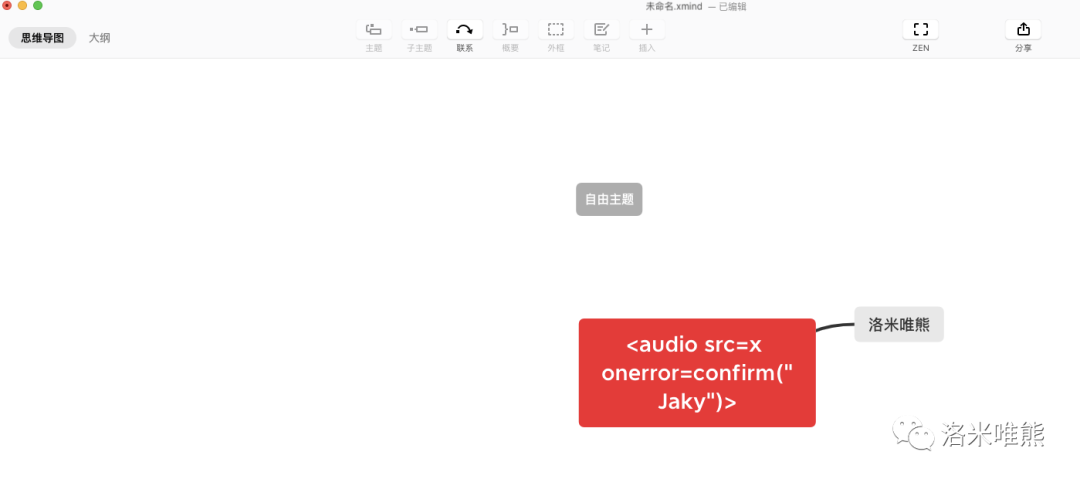 未命名.xmind — 已编辑
思维导图 大纲
主题 子主题 联系 概要 外框 笔记 插入 ZEN 分享
自由主题
洛米唯熊
<audio src=x
onerror=confirm("
Jaky")>
洛米唯熊